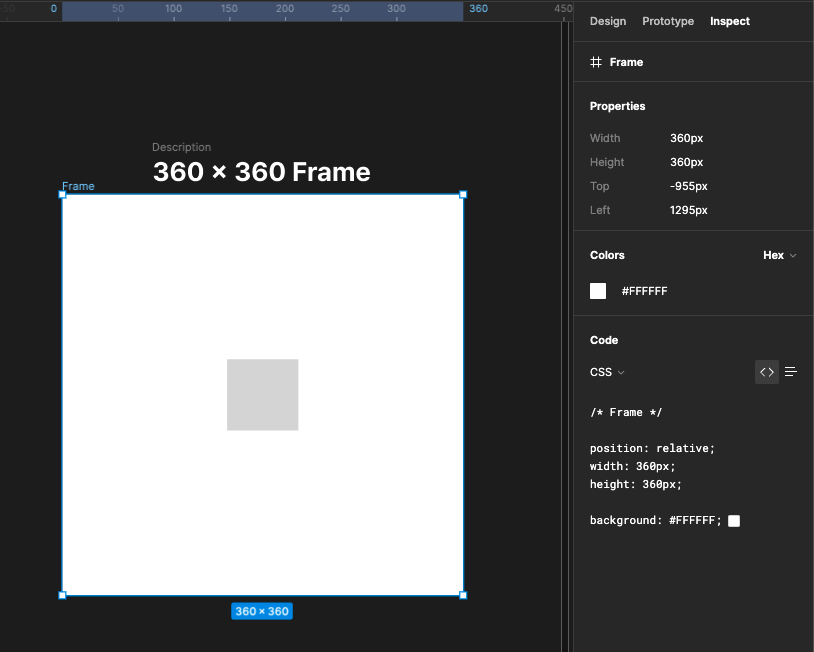 -50 0 50 100 150 200 250 300 360 450
Design Prototype Inspect
Frame
Properties
Width 360px
Height 360px
Top -955px
Left 1295px
Colors Hex
#FFFFFF
Code
CSS
/* Frame */
position: relative;
width: 360px;
height: 360px;
background: #FFFFFF;
Description
360 × 360 Frame
Frame
360 × 360